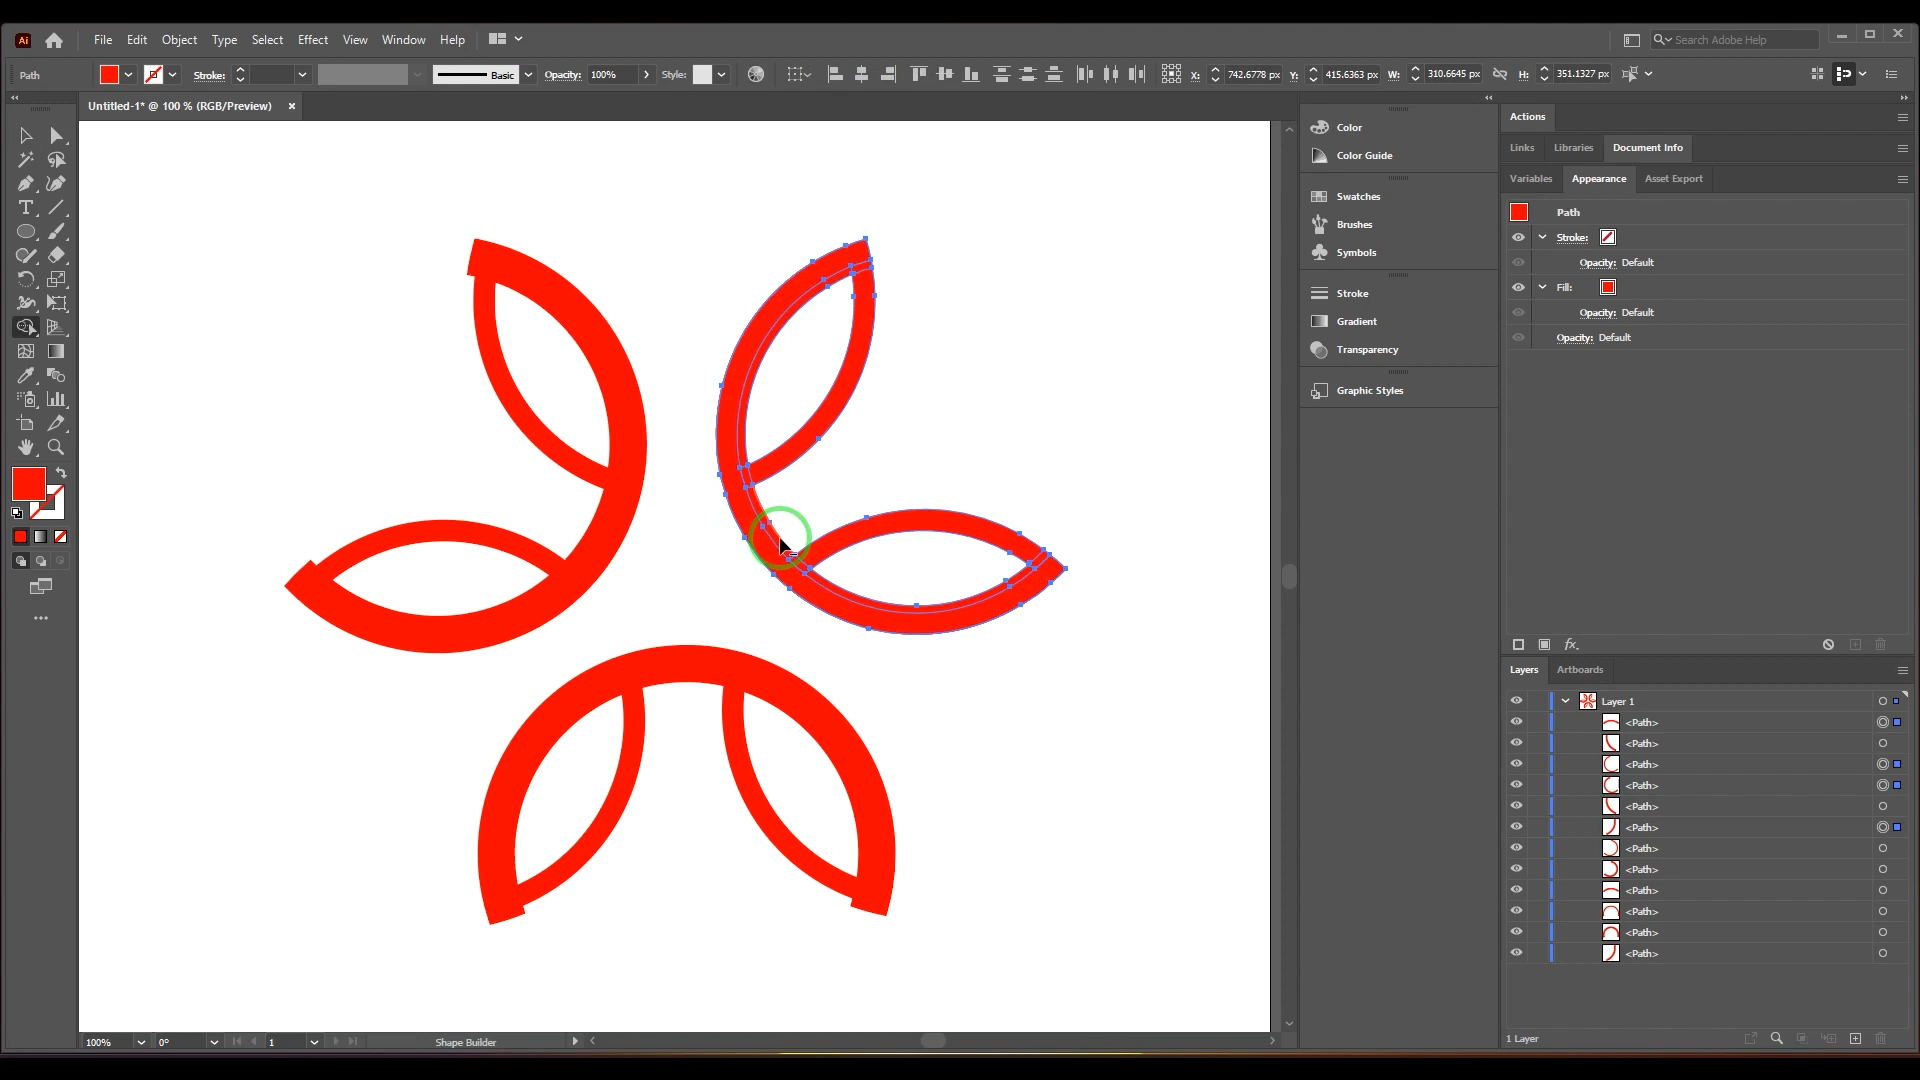 Ai File Edit Object Type Select Effect View Window Help Search Adobe Help
Path Stroke: Basic Opacity: 100% Style: X: 742.6778 px Y: 415.6363 px W: 310.6645 px H: 351.1327 px
Untitled-1* @ 100 % (RGB/Preview)
Color
Color Guide
Swatches
Brushes
Symbols
Stroke
Gradient
Transparency
Graphic Styles
Actions
Links Libraries Document Info
Variables Appearance Asset Export
Path
Stroke:
Opacity: Default
Fill:
Opacity: Default
Opacity: Default
fx.
Layers Artboards
Layer 1
<Path>
<Path>
<Path>
<Path>
<Path>
<Path>
<Path>
<Path>
<Path>
<Path>
<Path>
<Path>
1 Layer
100% 0° 1 Shape Builder